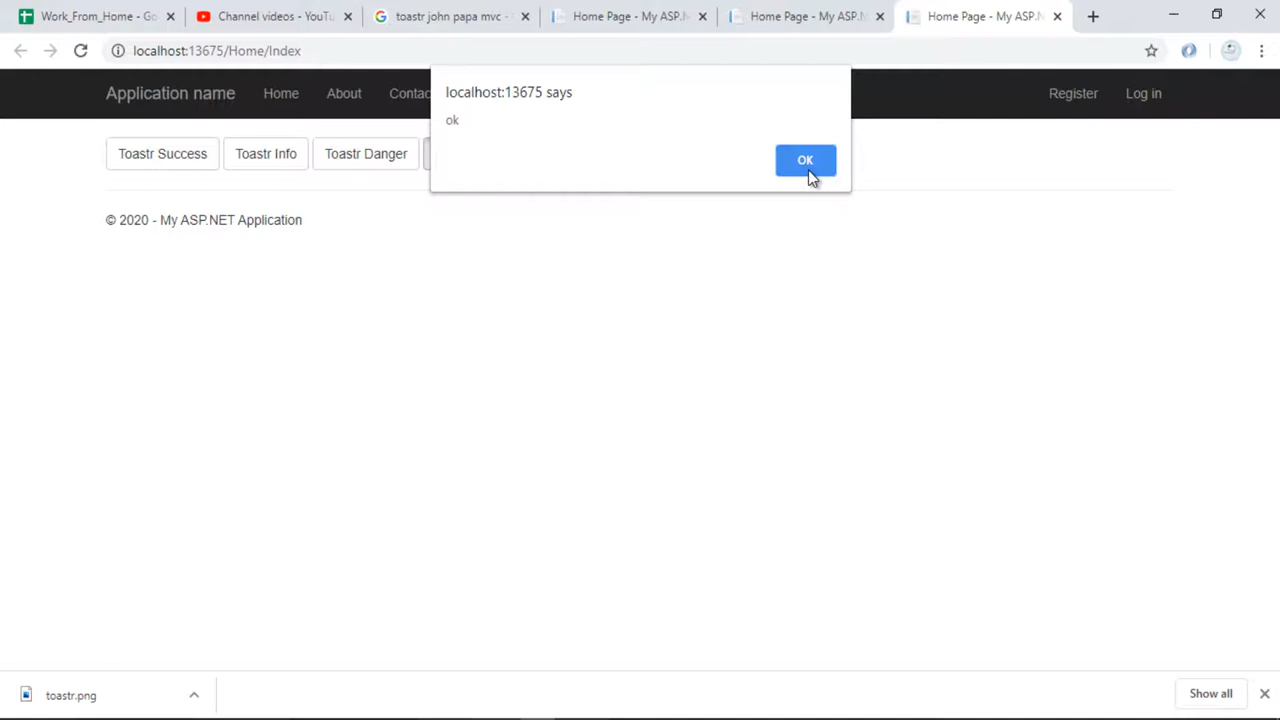 Work_From_Home - Go
Channel videos - YouTu
toastr john papa mvc -
Home Page - My ASP.N
Home Page - My ASP.N
Home Page - My ASP.N
localhost:13675/Home/Index
Application name
Home
About
Contac
Register
Log in
localhost:13675 says
ok
OK
Toastr Success
Toastr Info
Toastr Danger
© 2020 - My ASP.NET Application
toastr.png
Show all